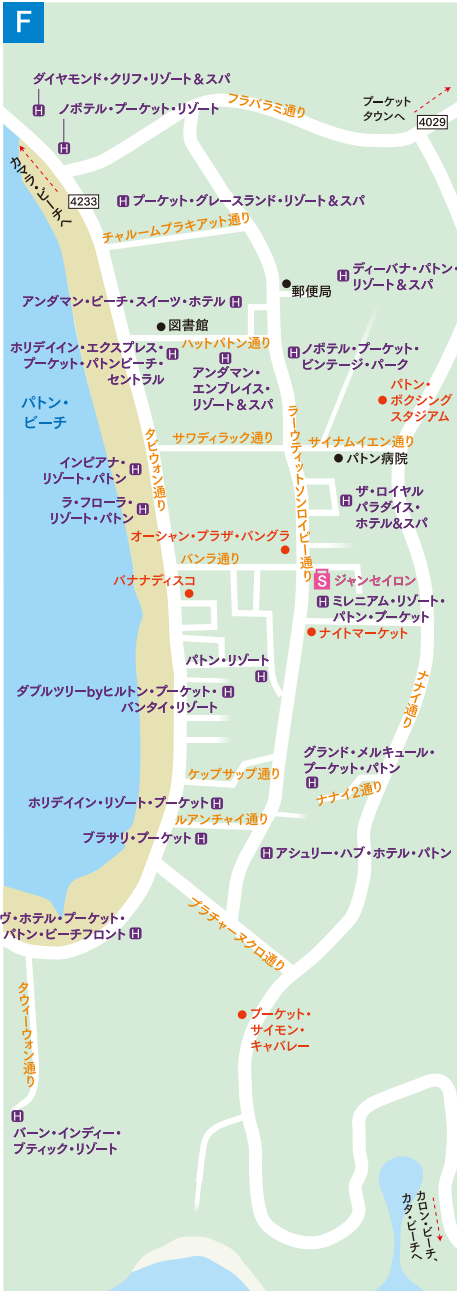 F
ダイヤモンド・クリフ・リゾート＆スパ
H
ノボテル・プーケット・リゾート
H
フラバラミ通り
プーケット
タウンへ
4029
カマラ・ビーチへ
4233
H プーケット・グレースランド・リゾート＆スパ
チャルームプラキアット通り
郵便局
H ディーバナ・パトン・
リゾート＆スパ
アンダマン・ビーチ・スイーツ・ホテル H
図書館
ハットパトン通り
ホリデイイン・エクスプレス・
プーケット・パトンビーチ・
セントラル
H
H
アンダマン・
エンブレイス・
リゾート＆スパ
H ノボテル・プーケット・
ビンテージ・パーク
パトン・
ボクシング
スタジアム
パトン・
ビーチ
タビウォン通り
サワディラック通り
ラーウティットソンロイピー通り
サイナムイエン通り
パトン病院
インピアナ・
リゾート・パトン
H
ラ・フローラ・
リゾート・パトン
H
H ザ・ロイヤル
パラダイス・
ホテル&スパ
オーシャン・プラザ・バングラ
バンラ通り
バナナディスコ
S ジャンセイロン
H ミレニアム・リゾート・
パトン・プーケット
ナイトマーケット
パトン・リゾート
H
ナナイ通り
ダブルツリーbyヒルトン・プーケット・
バンタイ・リゾート
H
グランド・メルキュール・
プーケット・パトン
H
ケップサップ通り
ナナイ2通り
ホリデイイン・リゾート・プーケット H
ルアンチャイ通り
ブラサリ・プーケット H
H アシュリー・ハブ・ホテル・パトン
プラチャーヌクロ通り
ヴ・ホテル・プーケット・
パトン・ビーチフロント H
タウィーウォン通り
プーケット・
サイモン・
キャバレー
H
バーン・インディー・
ブティック・リゾート
カロン・ビーチ、
カタ・ビーチへ